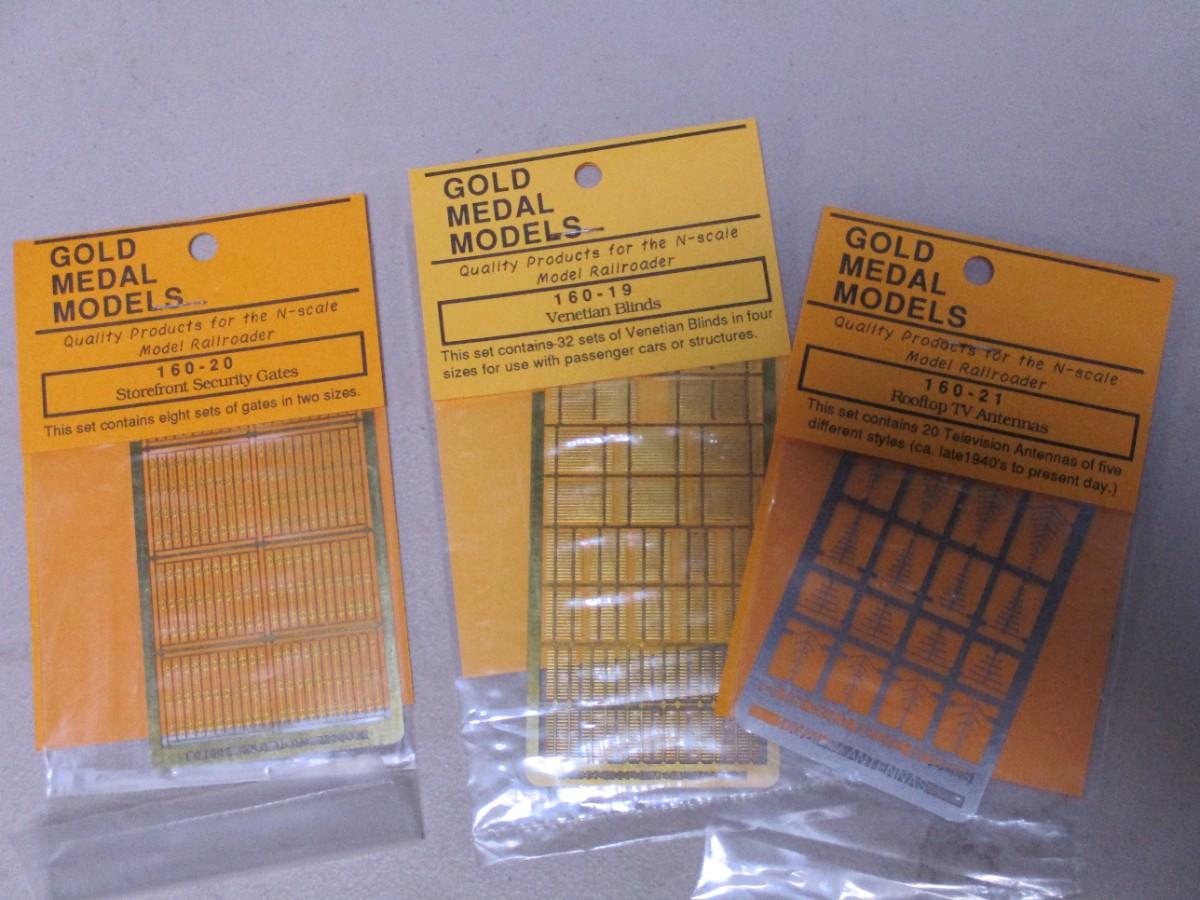 GOLD
MEDAL
MODELS
Quality Products for the N-scale
Model Railroader
160-20
Storefront Security Gates
This set contains eight sets of gates in two sizes.
GOLD
MEDAL
MODELS
Quality Products for the N-scale
Model Railroader
160-19
Venetian Blinds
This set contains 32 sets of Venetian Blinds in four
sizes for use with passenger cars or structures.
GOLD
MEDAL
MODELS
Quality Products for the N-scale
Model Railroader
160-21
Rooftop TV Antennas
This set contains 20 Television Antennas of five
different styles (ca. late1940's to present day.)
ANTENNAS